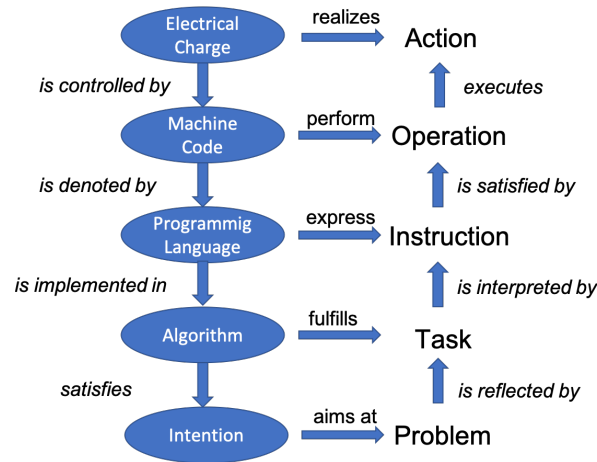 Electrical
Charge
realizes
Action
is controlled by
executes
Machine
Code
perform
Operation
is denoted by
is satisfied by
Programmig
Language
express
Instruction
is implemented in
is interpreted by
Algorithm
fulfills
Task
satisfies
is reflected by
Intention
aims at
Problem